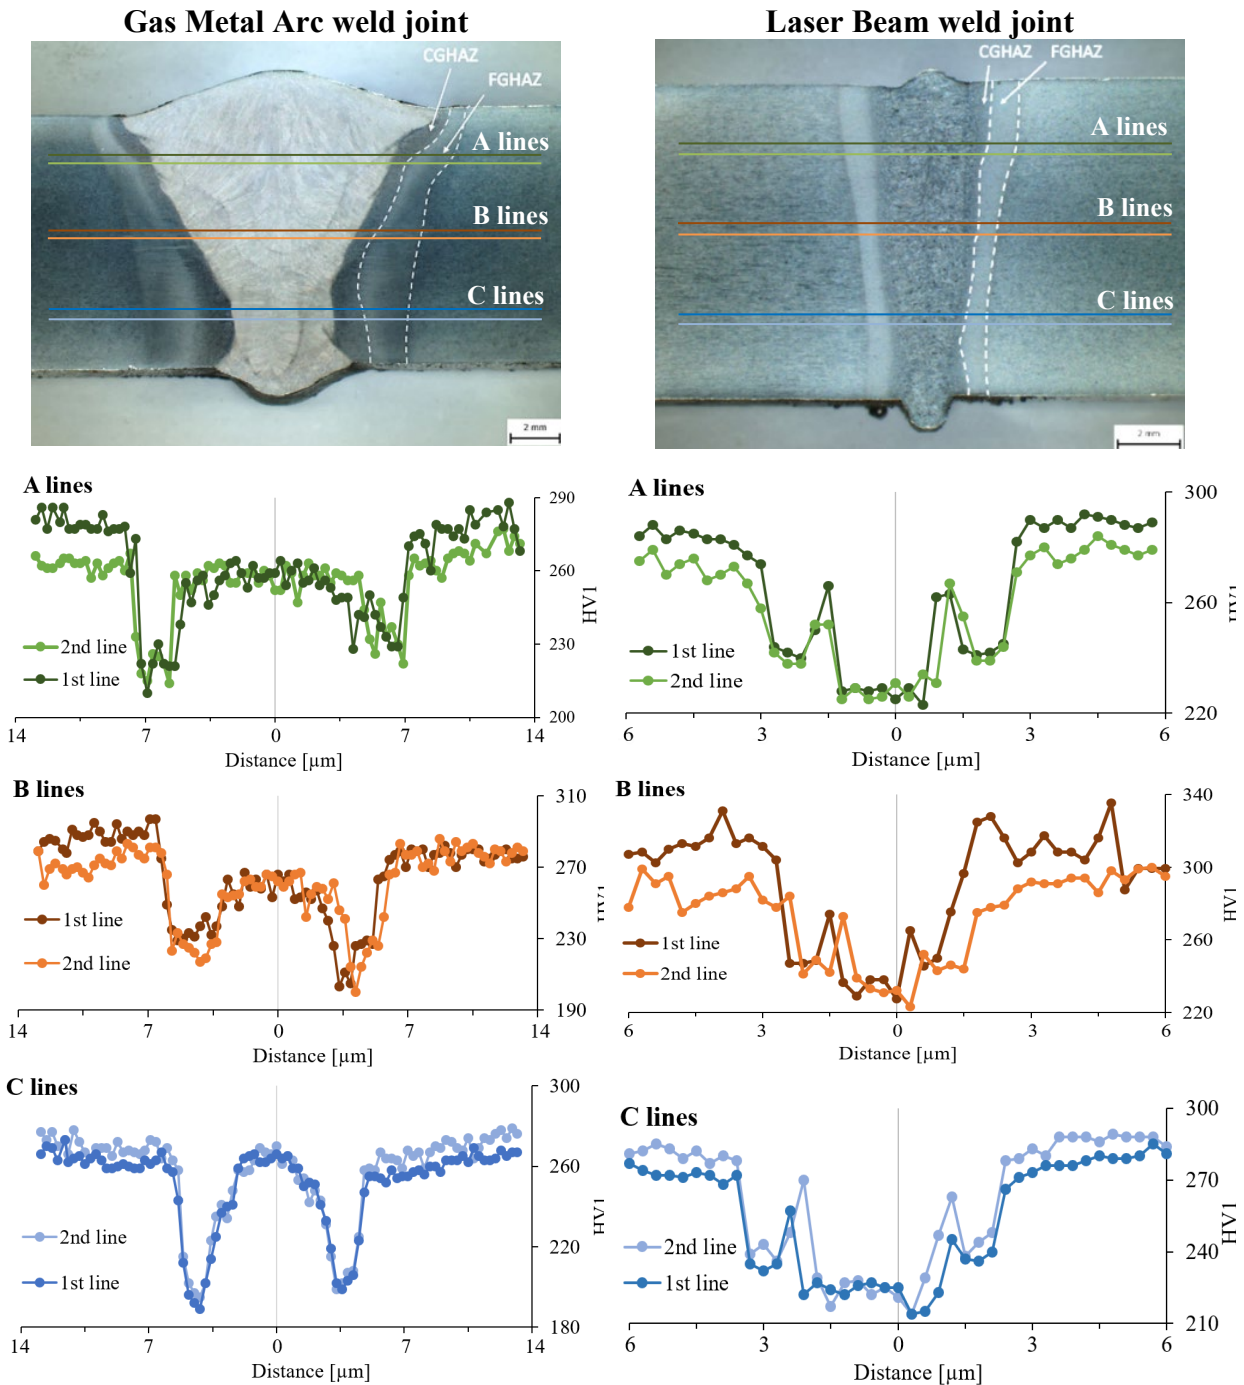 Gas Metal Arc weld joint
CGHAZ
FGHAZ
A lines
B lines
C lines
2 mm
Laser Beam weld joint
CGHAZ
FGHAZ
A lines
B lines
C lines
2 mm
A lines
290
260
230
200
HV1
2nd line
1st line
14 7 0 7 14
Distance [µm]
A lines
300
260
220
HV1
1st line
2nd line
6 3 0 3 6
Distance [µm]
B lines
310
270
230
190
HV1
1st line
2nd line
14 7 0 7 14
Distance [µm]
B lines
340
300
260
220
HV1
1st line
2nd line
6 3 0 3 6
Distance [µm]
C lines
300
260
220
180
HV1
2nd line
1st line
14 7 0 7 14
Distance [µm]
C lines
300
270
240
210
HV1
2nd line
1st line
6 3 0 3 6
Distance [µm]